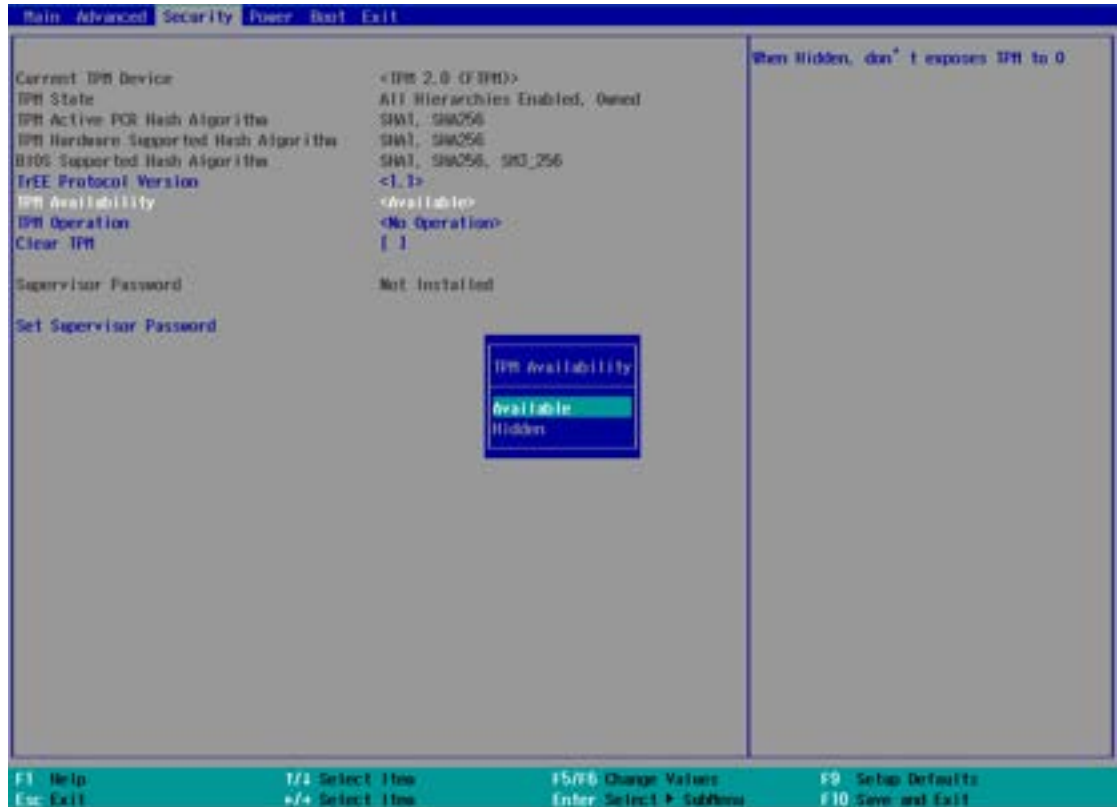 Main Advanced Security Power Boot Exit
When Hidden, don't exposes TPM to O
Current TPM Device <TPM 2.0 (FTPM)>
TPM State All Hierarchies Enabled, Owned
TPM Active PCR Hash Algorithm SHA1, SHA256
TPM Hardware Supported Hash Algorithm SHA1, SHA256
BIOS Supported Hash Algorithm SHA1, SHA256, SM3_256
TrEE Protocol Version <1.1>
TPM Availability <Available>
TPM Operation <No Operation>
Clear TPM [ ]
Supervisor Password Not Installed
Set Supervisor Password
TPM Availability
Available
Hidden
F1 Help ↑/↓ Select Item F5/F6 Change Values F9 Setup Defaults
Esc Exit Select Item Enter Select ▶ SubMenu F10 Save and Exit